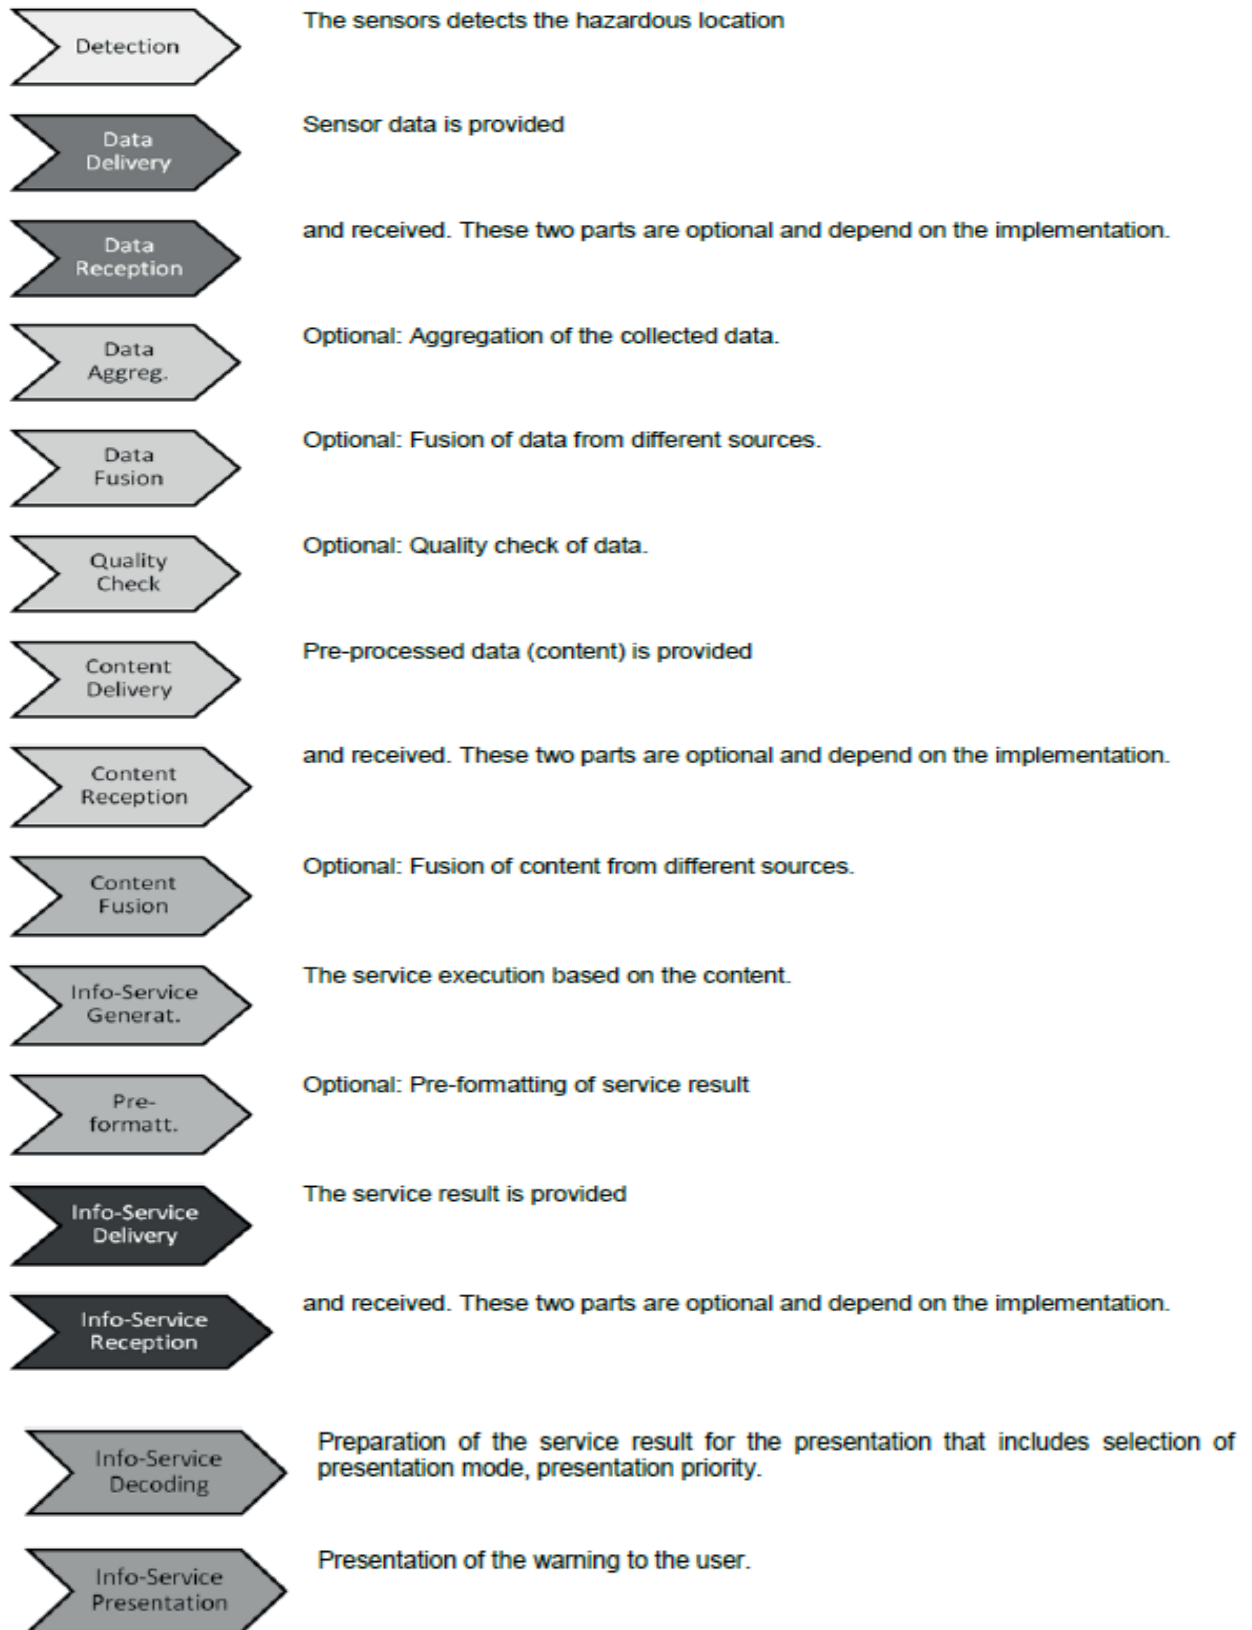 Detection
The sensors detects the hazardous location
Data
Delivery
Sensor data is provided
Data
Reception
and received. These two parts are optional and depend on the implementation.
Data
Aggreg.
Optional: Aggregation of the collected data.
Data
Fusion
Optional: Fusion of data from different sources.
Quality
Check
Optional: Quality check of data.
Content
Delivery
Pre-processed data (content) is provided
Content
Reception
and received. These two parts are optional and depend on the implementation.
Content
Fusion
Optional: Fusion of content from different sources.
Info-Service
Generat.
The service execution based on the content.
Pre-
formatt.
Optional: Pre-formatting of service result
Info-Service
Delivery
The service result is provided
Info-Service
Reception
and received. These two parts are optional and depend on the implementation.
Info-Service
Decoding
Preparation of the service result for the presentation that includes selection of
presentation mode, presentation priority.
Info-Service
Presentation
Presentation of the warning to the user.